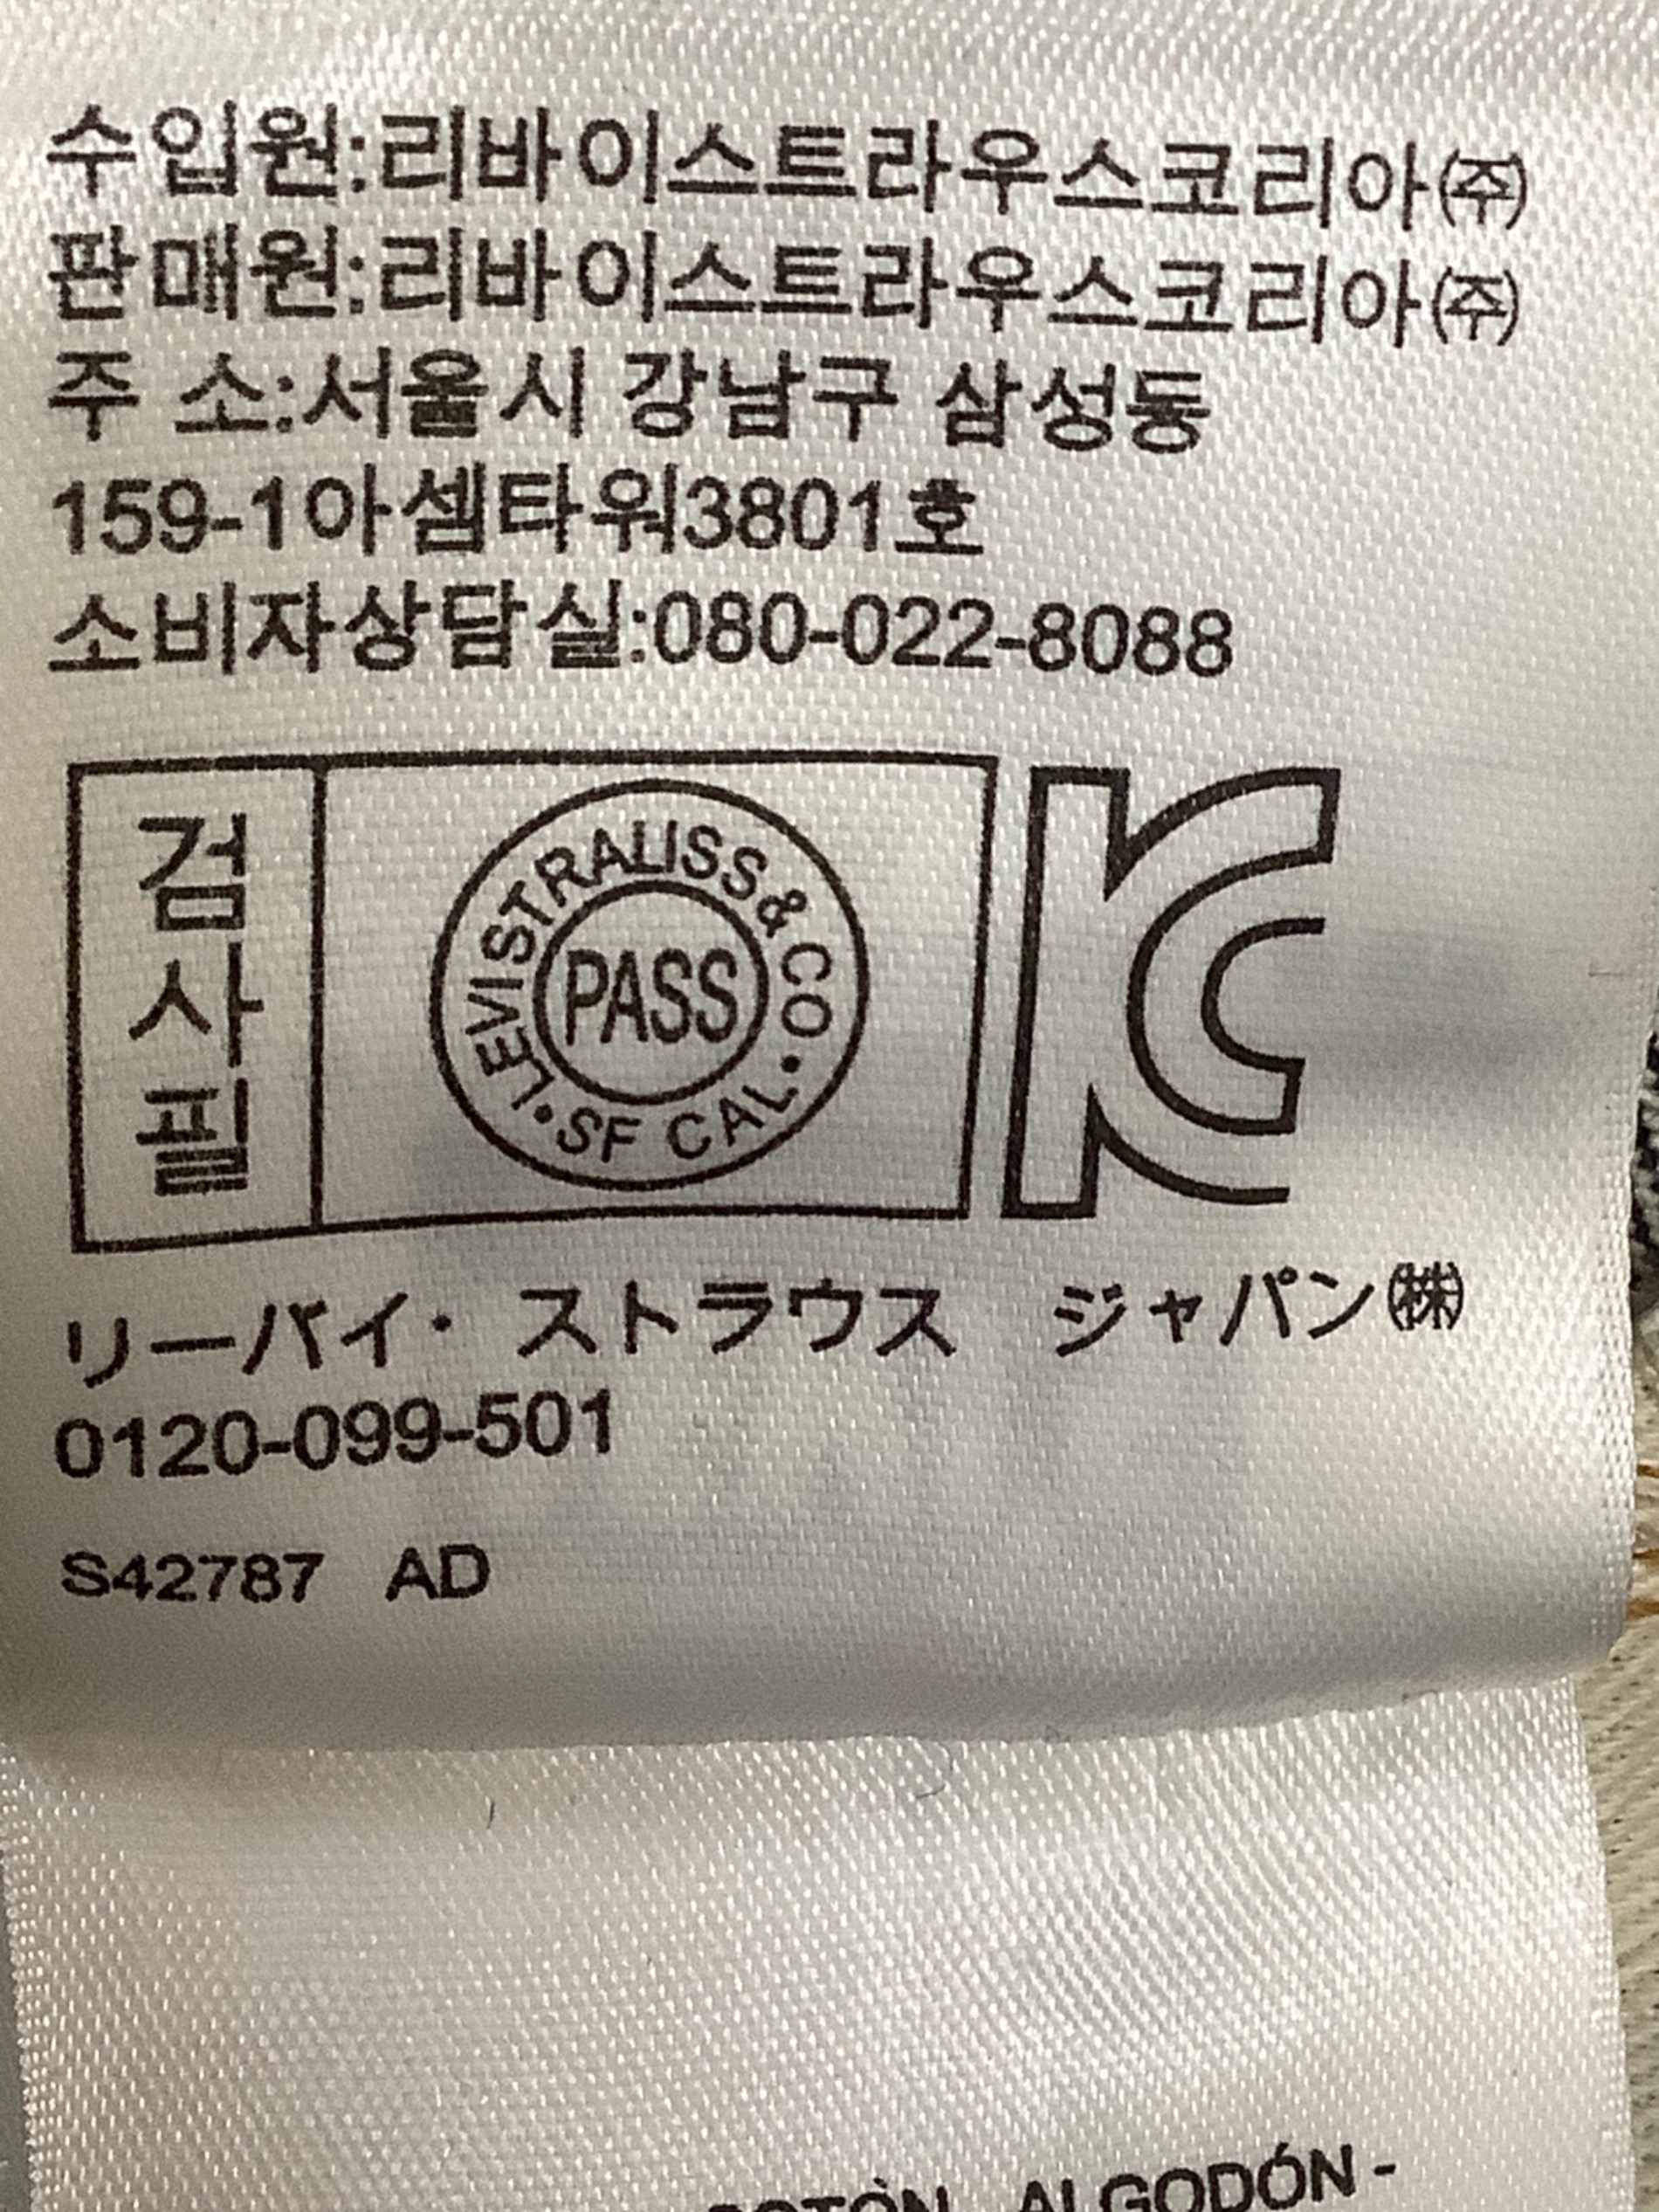 수입원:리바이스트라우스코리아㈜
판매원:리바이스트라우스코리아㈜
주 소:서울시 강남구 삼성동
159-1아셈타워3801호
소비자상담실:080-022-8088
검
사
필
LEVISTRAUSS & CO • SF CAL •
PASS
KC
リーバイ・ ストラウス ジャパン㈱
0120-099-501
S42787 AD
ALGODÓN -